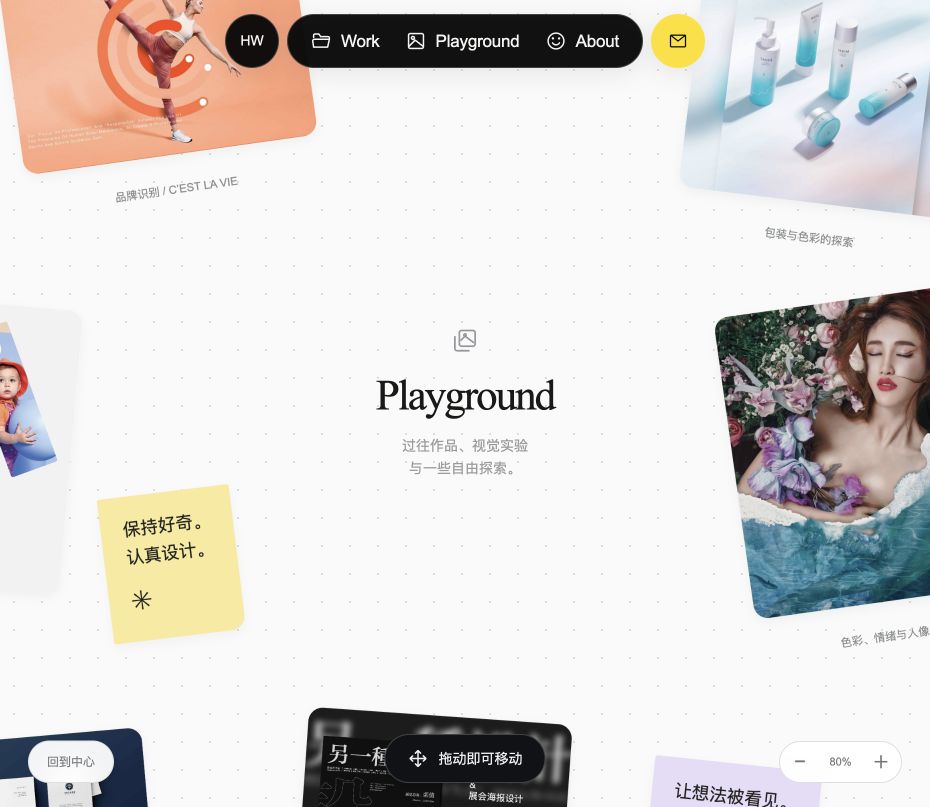 HW
Work
Playground
About
品牌识别 / C'EST LA VIE
包装与色彩的探索
Playground
过往作品、视觉实验
与一些自由探索。
保持好奇。
认真设计。
色彩、情绪与人像
回到中心
另一種
拖动即可移动
&
展会海报设计
80%
让想法被看见。